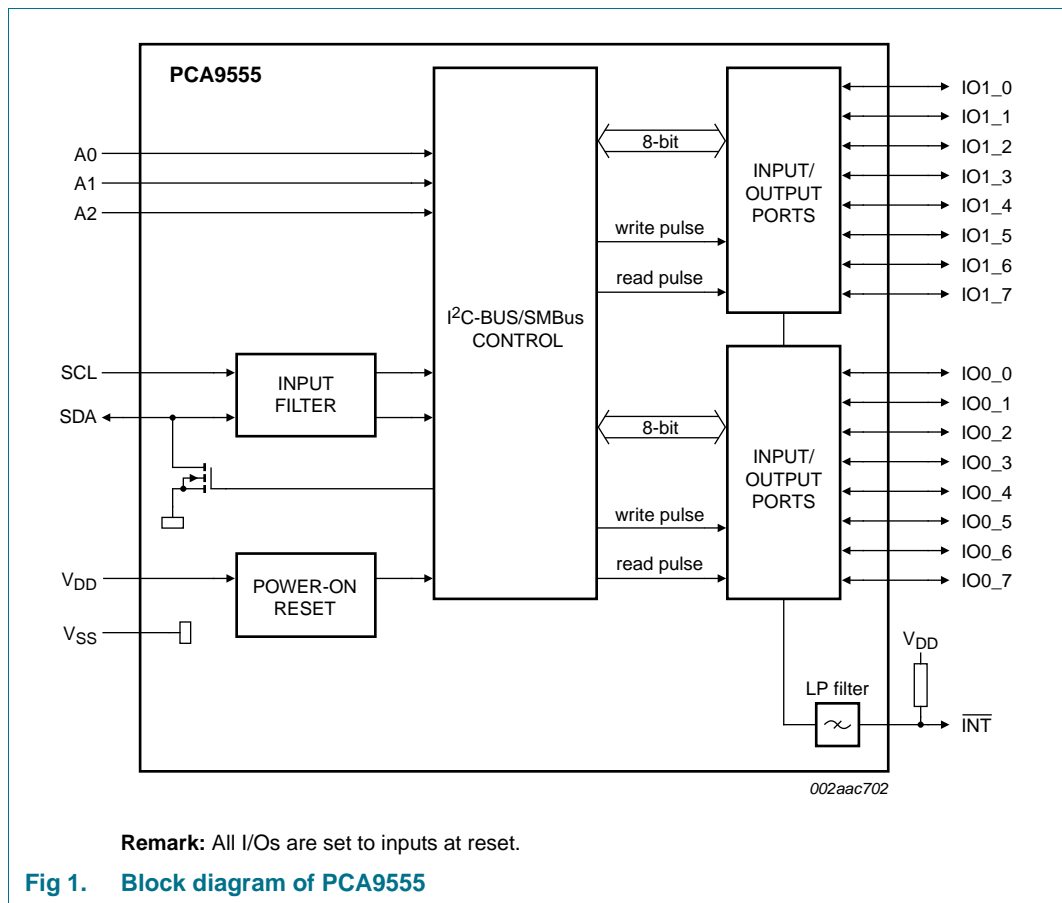 PCA9555
A0
A1
A2
SCL
SDA
VDD
VSS
INPUT
FILTER
POWER-ON
RESET
I2C-BUS/SMBus
CONTROL
8-bit
write pulse
read pulse
INPUT/
OUTPUT
PORTS
IO1_0
IO1_1
IO1_2
IO1_3
IO1_4
IO1_5
IO1_6
IO1_7
8-bit
write pulse
read pulse
INPUT/
OUTPUT
PORTS
IO0_0
IO0_1
IO0_2
IO0_3
IO0_4
IO0_5
IO0_6
IO0_7
VDD
LP filter
INT
002aac702
Remark: All I/Os are set to inputs at reset.
Fig 1. Block diagram of PCA9555